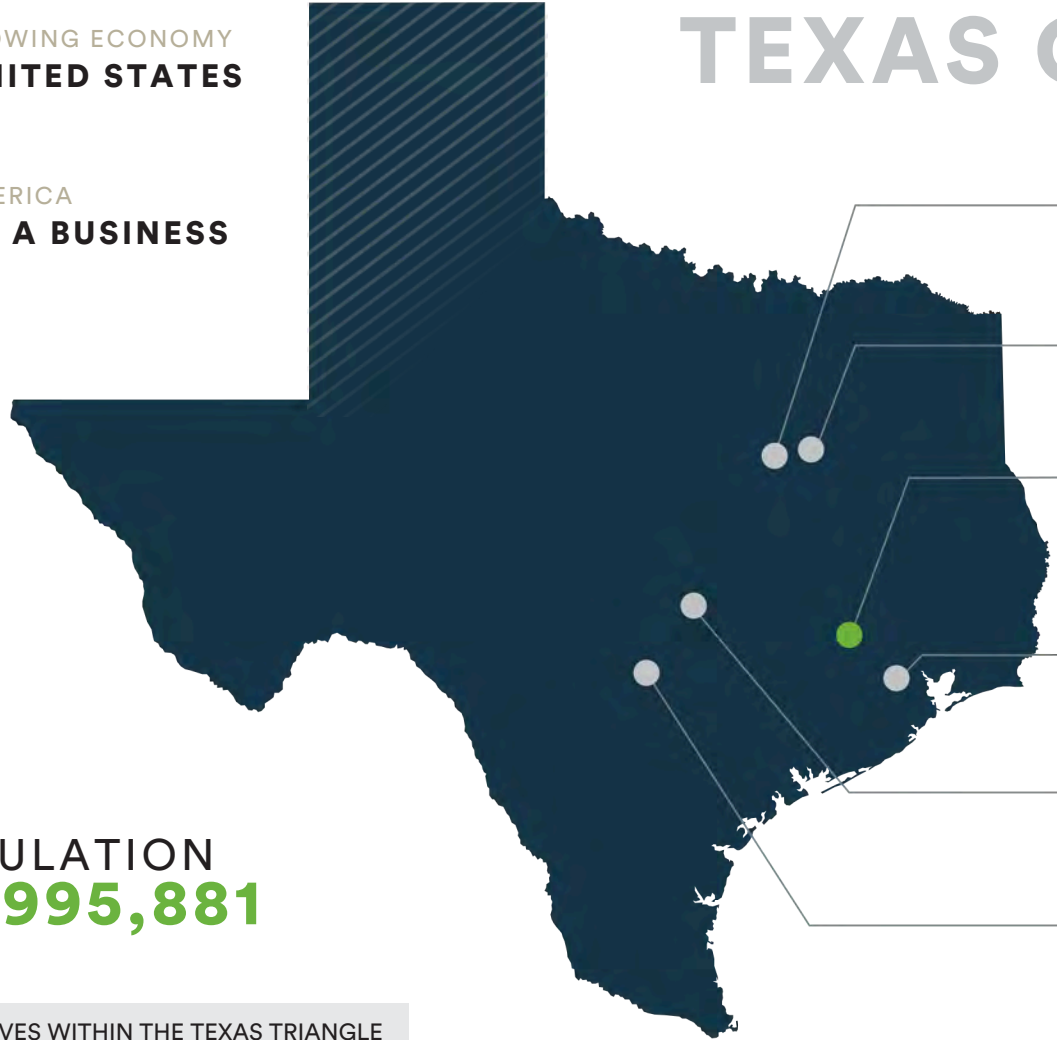 OWING ECONOMY
NITED STATES
TEXAS
ERICA
A BUSINESS
ULATION
995,881
VES WITHIN THE TEXAS TRIANGLE